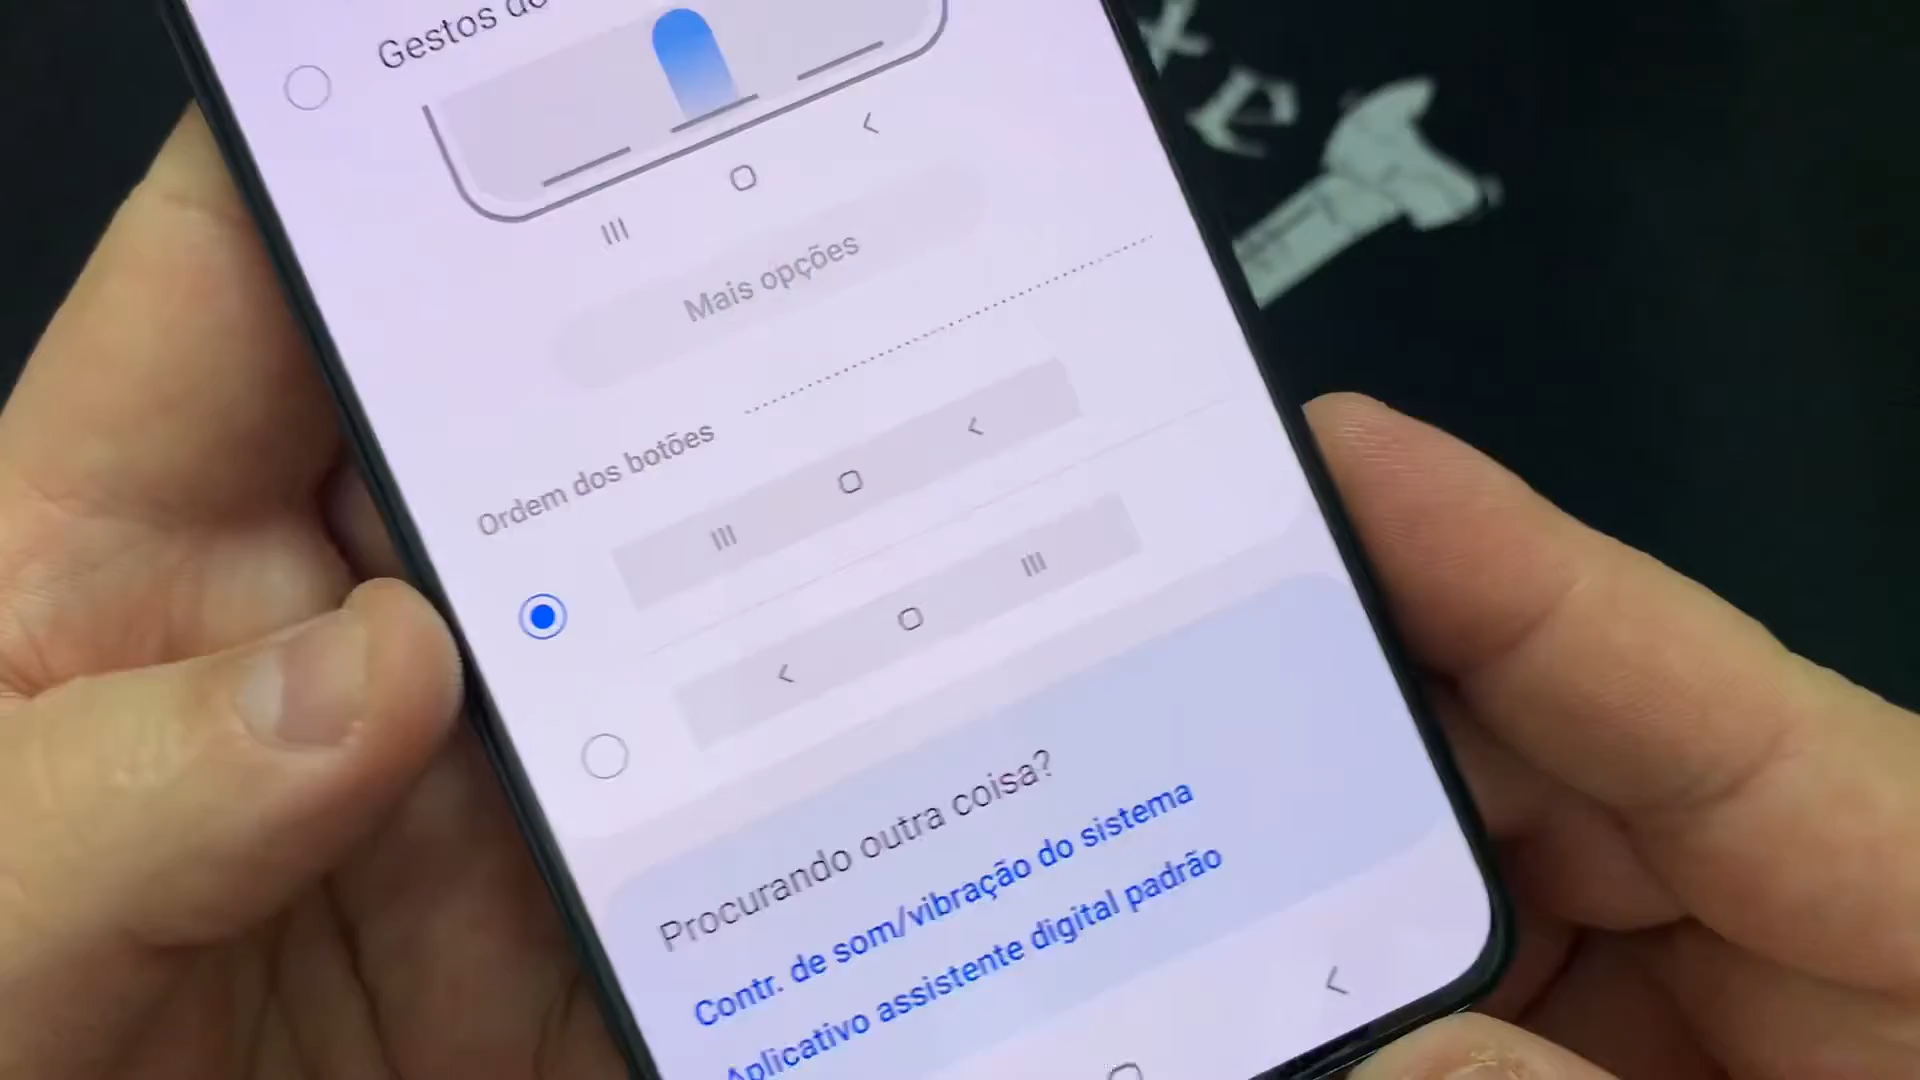 Gestos de
Mais opções
Ordem dos botões
Procurando outra coisa?
Contr. de som/vibração do sistema
Aplicativo assistente digital padrão